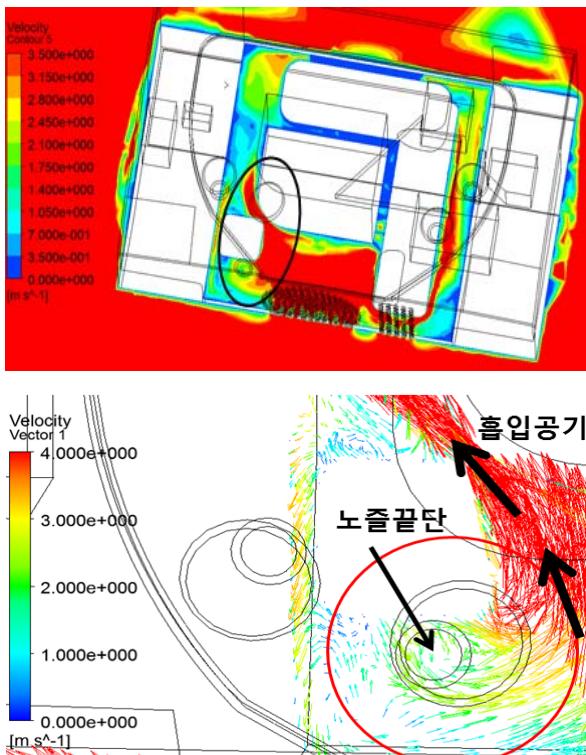 Velocity
Contour 5
3.500e+000
3.150e+000
2.800e+000
2.450e+000
2.100e+000
1.750e+000
1.400e+000
1.050e+000
7.000e-001
3.500e-001
0.000e+000
[m s^-1]
Velocity
Vector 1
4.000e+000
3.000e+000
2.000e+000
1.000e+000
0.000e+000
[m s^-1]
흡입공기
노즐끝단